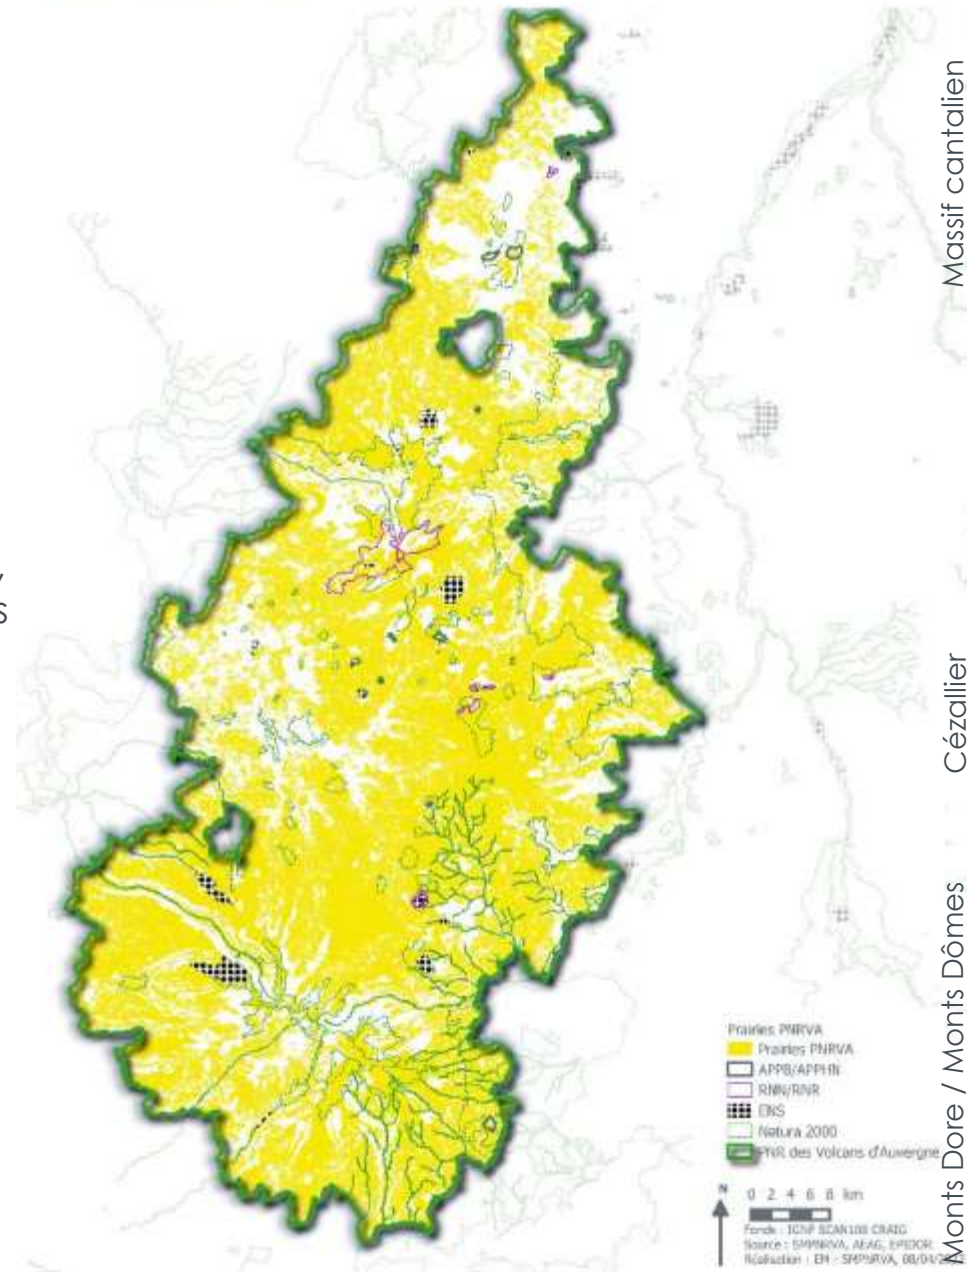 Massif cantalien
Cézallier
Monts Dore / Monts Dômes
s
Prairies PNRVA
Prairies PNRVA
APPB/APPHN
RNN/RNR
ENS
Natura 2000
PNR des Volcans d'Auvergne
N
0 2 4 6 8 km
Fonds : IGNF SCAN100 CRAIG
Source : SMPNRVA, AEAG, EPIDOR
Réalisation : EM - SMPNRVA, 08/04/